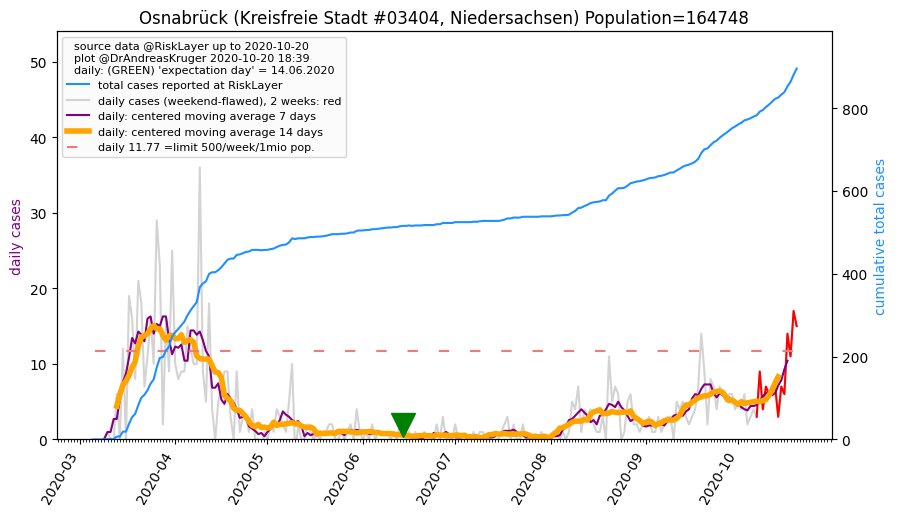 Osnabrück (Kreisfreie Stadt #03404, Niedersachsen) Population=164748
source data @RiskLayer up to 2020-10-20
plot @DrAndreasKruger 2020-10-20 18:39
daily: (GREEN) 'expectation day' = 14.06.2020
total cases reported at RiskLayer
daily cases (weekend-flawed), 2 weeks: red
daily: centered moving average 7 days
daily: centered moving average 14 days
daily 11.77 =limit 500/week/1mio pop.
daily cases
50
40
30
20
10
0
cumulative total cases
800
600
400
200
0
2020-03
2020-04
2020-05
2020-06
2020-07
2020-08
2020-09
2020-10